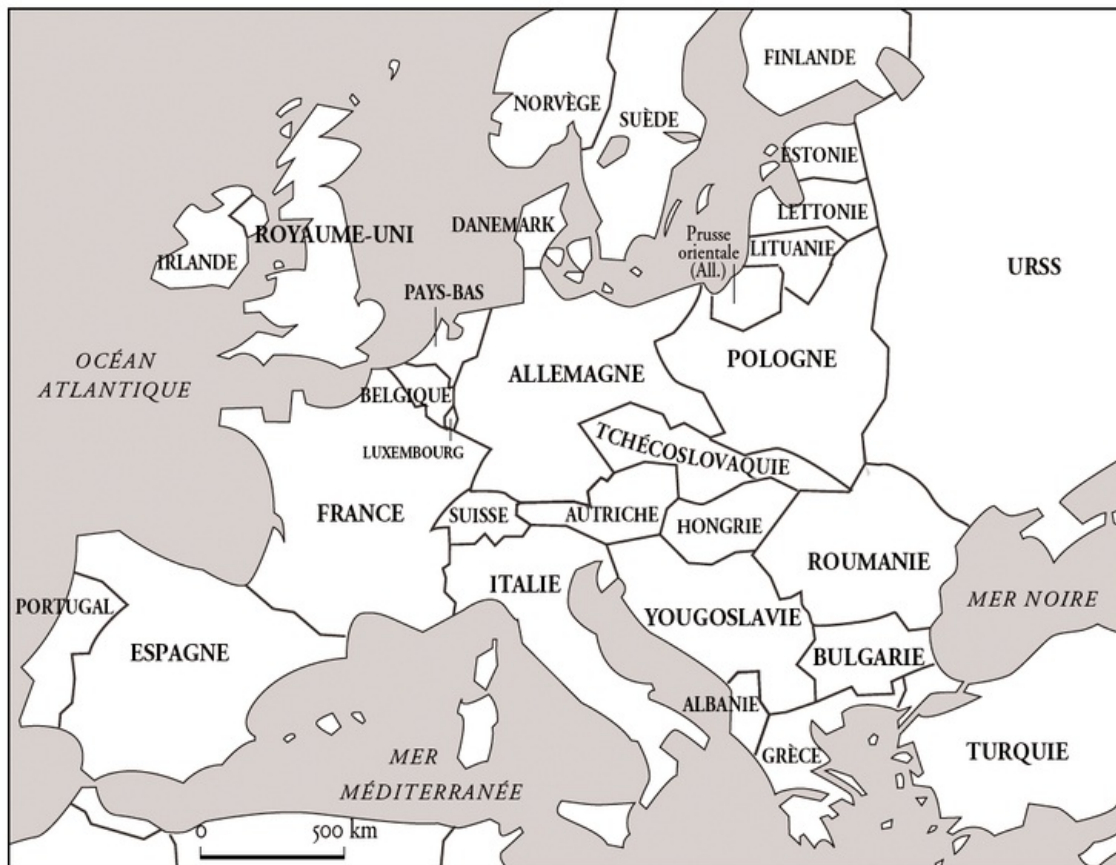 FINLANDE
NORVÈGE
SUÈDE
ESTONIE
LETTONIE
DANEMARK
Prusse
orientale
(All.)
LITUANIE
ROYAUME-UNI
IRLANDE
URSS
PAYS-BAS
OCÉAN
ATLANTIQUE
POLOGNE
ALLEMAGNE
BELGIQUE
LUXEMBOURG
TCHÉCOSLOVAQUIE
FRANCE
SUISSE
AUTRICHE
HONGRIE
ROUMANIE
ITALIE
MER NOIRE
PORTUGAL
YOUGOSLAVIE
ESPAGNE
BULGARIE
ALBANIE
GRÈCE
TURQUIE
MER
MÉDITERRANÉE
0 500 km